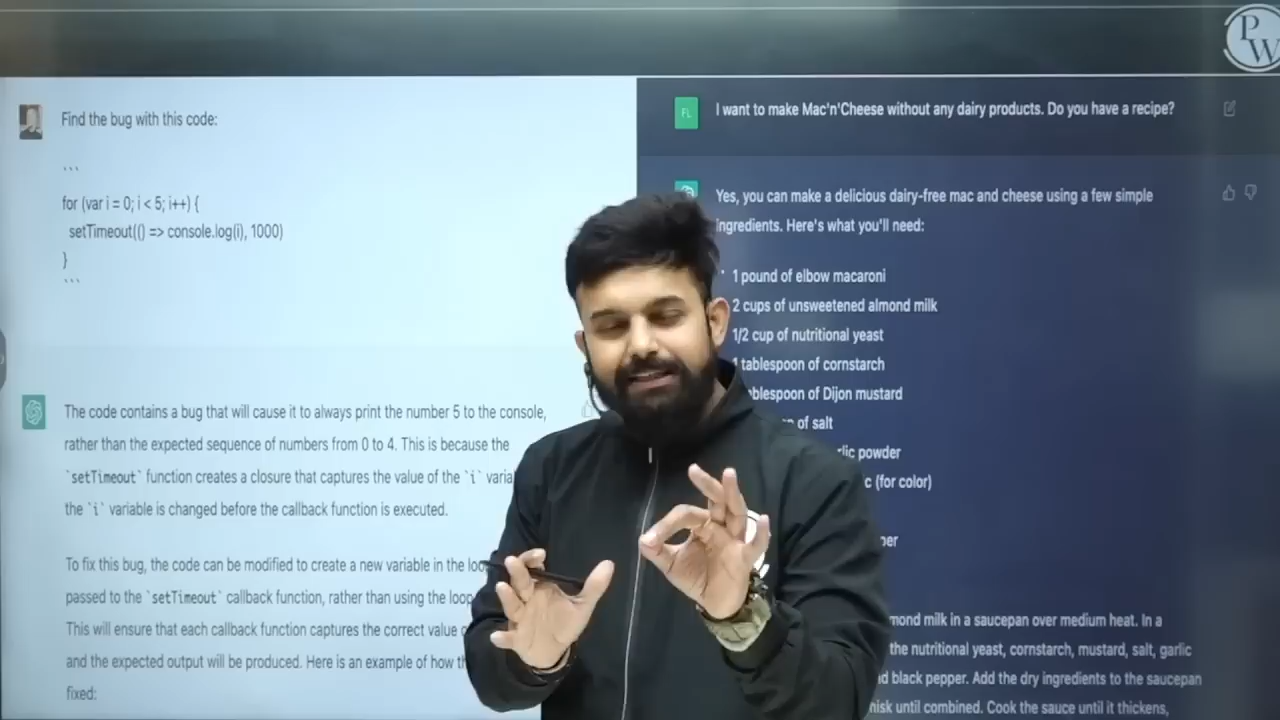 PW
Find the bug with this code:
```
for (var i = 0; i < 5; i++) {
setTimeout(() => console.log(i), 1000)
}
```
The code contains a bug that will cause it to always print the number 5 to the console,
rather than the expected sequence of numbers from 0 to 4. This is because the
`setTimeout` function creates a closure that captures the value of the `i`
the `i` variable is changed before the callback function is executed.
To fix this bug, the code can be modified to create a new variable in the
passed to the `setTimeout` callback function, rather than using the loop
This will ensure that each callback function captures the correct value
and the expected output will be produced. Here is an example of how
fixed:
FL
I want to make Mac'n'Cheese without any dairy products. Do you have a recipe?
Yes, you can make a delicious dairy-free mac and cheese using a few simple
ingredients. Here's what you'll need:
1 pound of elbow macaroni
2 cups of unsweetened almond milk
1/2 cup of nutritional yeast
1 tablespoon of cornstarch
of Dijon mustard
of salt
powder
(for color)
milk in a saucepan over medium heat. In a
the nutritional yeast, cornstarch, mustard, salt, garlic
black pepper. Add the dry ingredients to the saucepan
until combined. Cook the sauce until it thickens,